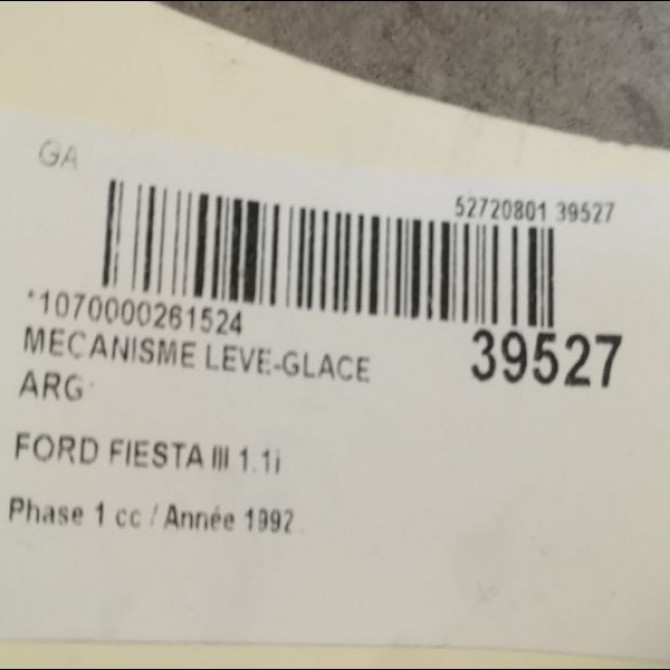 GA
52720801 39527
*1070000261524
39527
MECANISME LEVE-GLACE
ARG
FORD FIESTA III 1.1i
Phase 1 cc / Année 1992